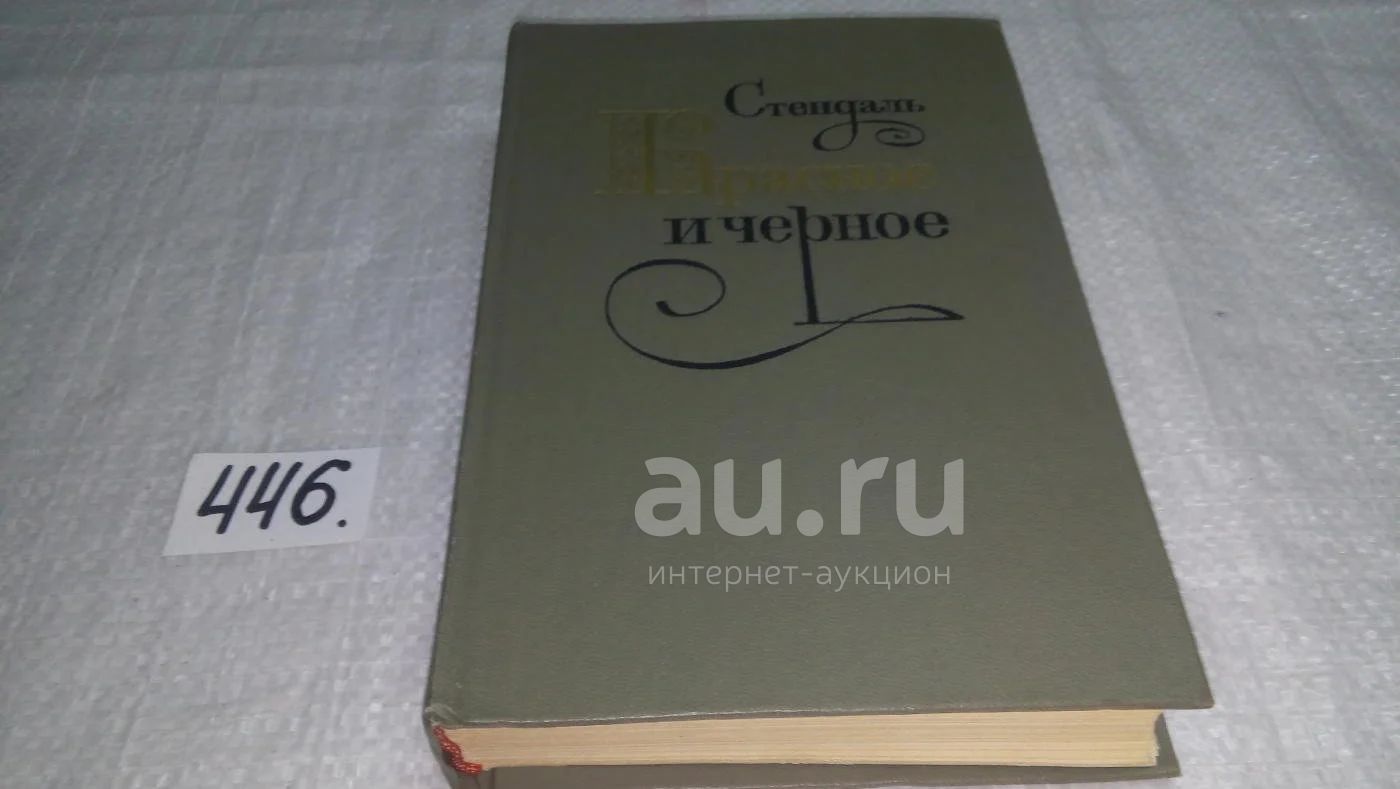 Стендаль
Красное
и черное
446.
au.ru
интернет-аукцион